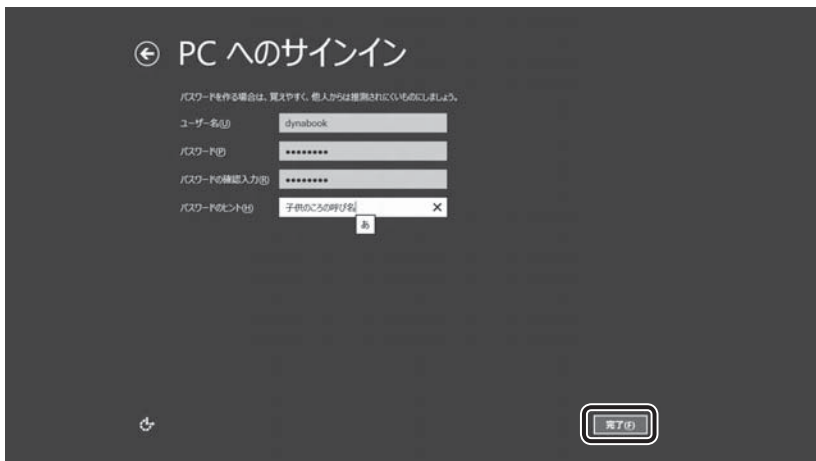 PC へのサインイン
パスワードを作る場合は、覚えやすく、他人からは推測されにくいものにしましょう。
ユーザー名(U)
dynabook
パスワード(P)
••••••••
パスワードの確認入力(R)
••••••••
パスワードのヒント(H)
子供のころの呼び名
あ
完了(F)